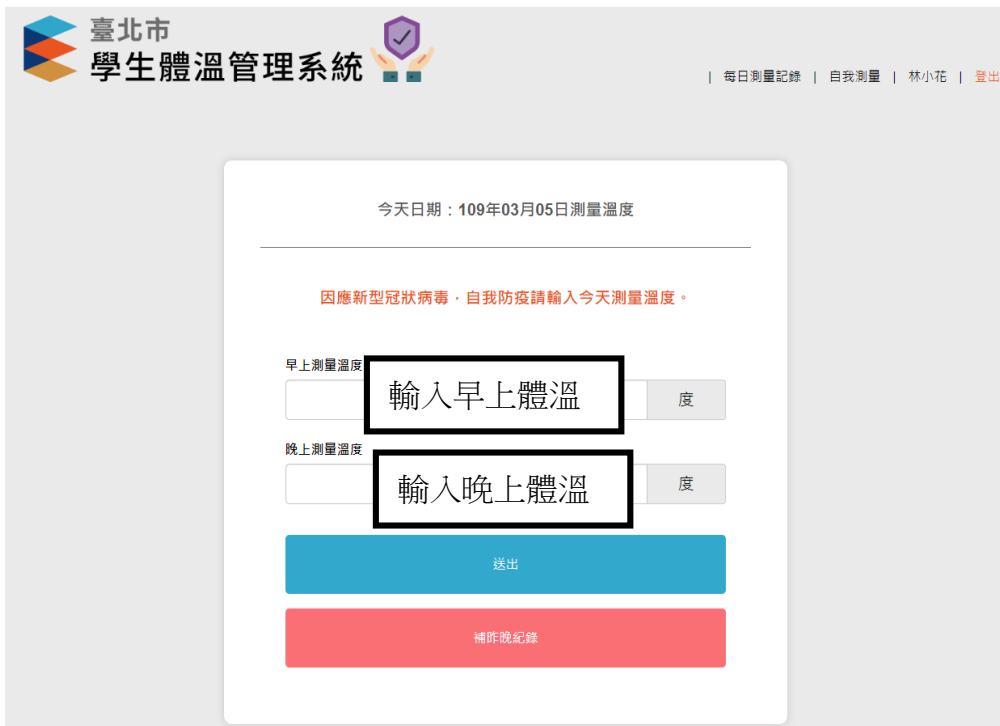 臺北市
學生體溫管理系統
| 每日測量記錄 | 自我測量 | 林小花 | 登出
今天日期：109年03月05日測量溫度
因應新型冠狀病毒，自我防疫請輸入今天測量溫度。
早上測量溫度
輸入早上體溫
度
晚上測量溫度
輸入晚上體溫
度
送出
補昨晚紀錄